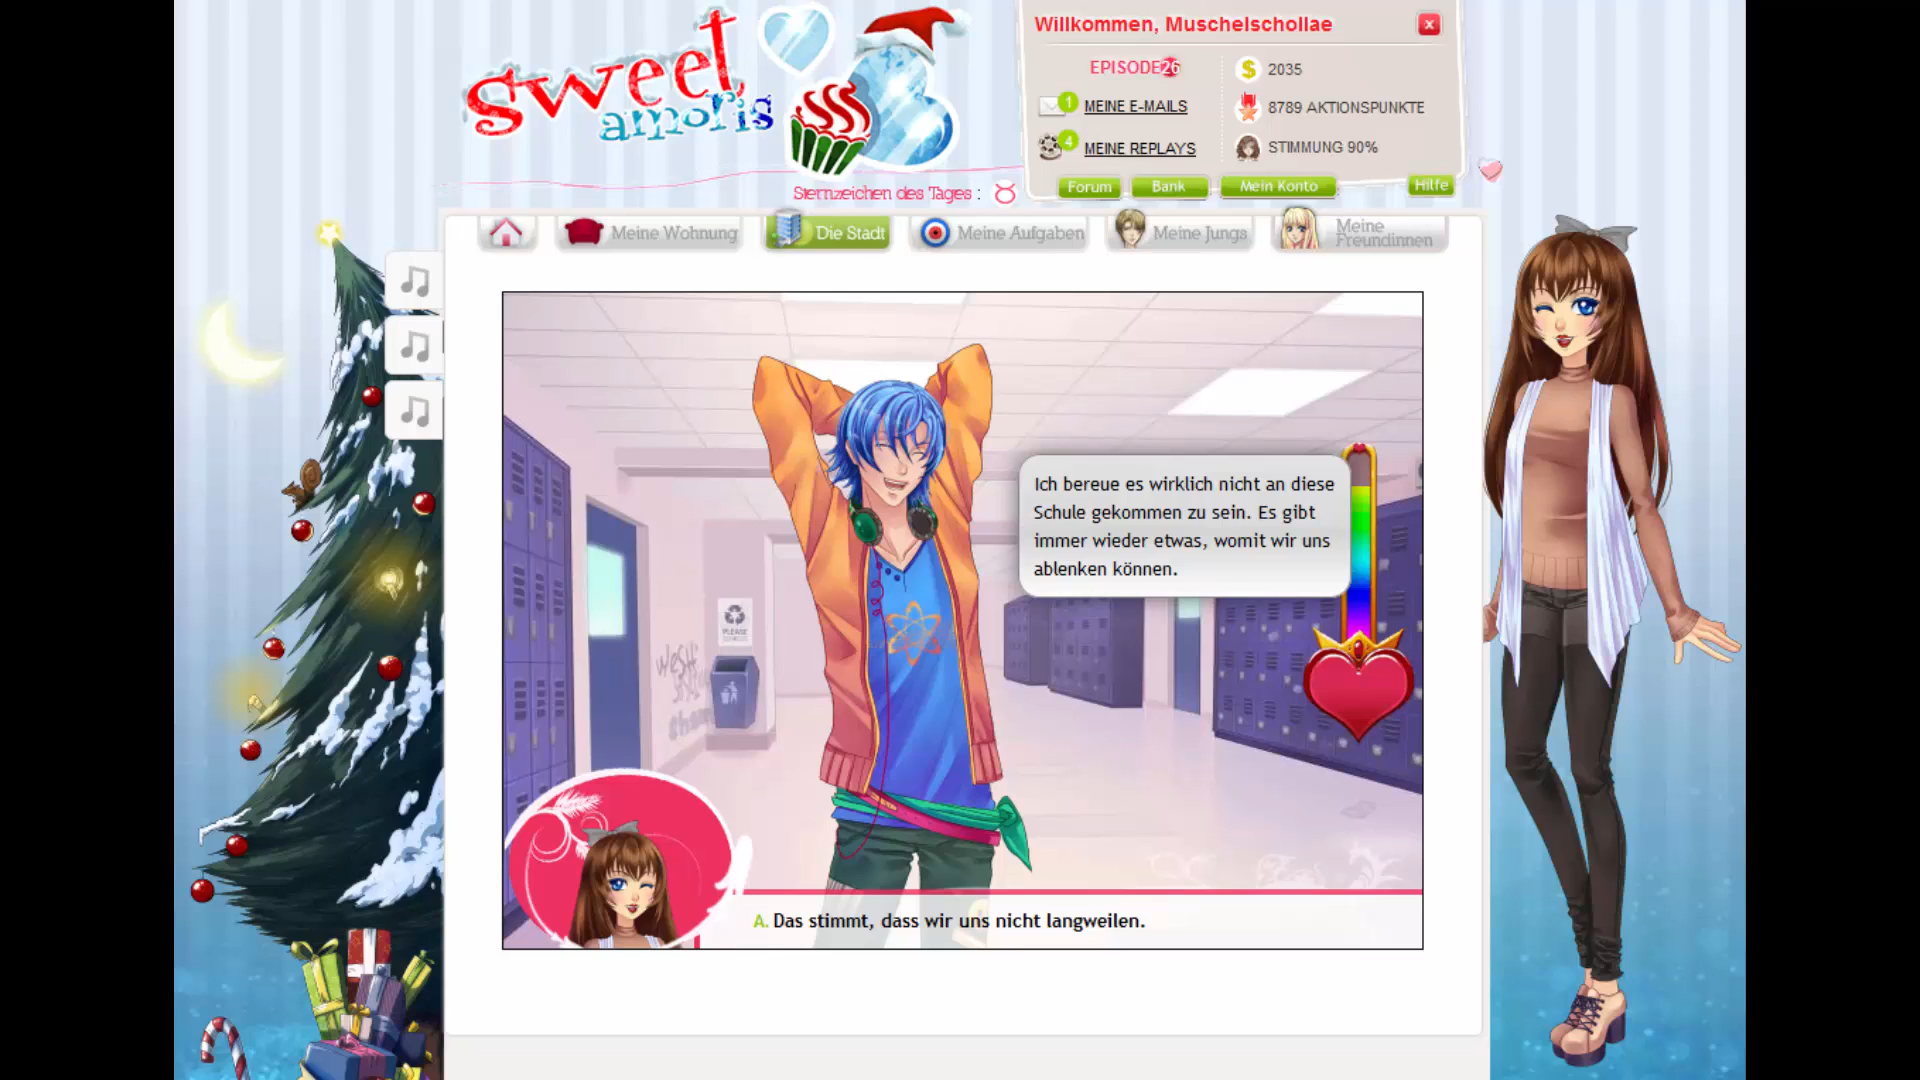 sweet
amoris
Willkommen, Muschelschollae
x
EPISODE26
2035
1
MEINE E-MAILS
8789 AKTIONSPUNKTE
4
MEINE REPLAYS
STIMMUNG 90%
Forum
Bank
Mein Konto
Hilfe
Sternzeichen des Tages :
Meine Wohnung
Die Stadt
Meine Aufgaben
Meine Jungs
Meine
Freundinnen
Ich bereue es wirklich nicht an diese
Schule gekommen zu sein. Es gibt
immer wieder etwas, womit wir uns
ablenken können.
PLEASE
A. Das stimmt, dass wir uns nicht langweilen.